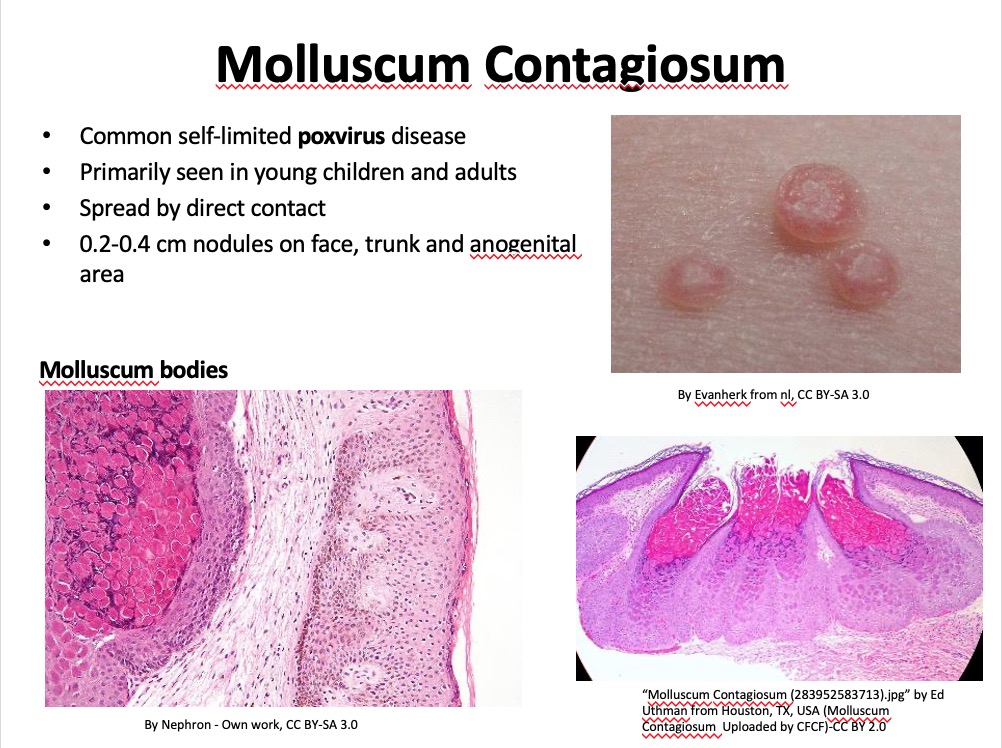 Molluscum Contagiosum
• Common self-limited poxvirus disease
• Primarily seen in young children and adults
• Spread by direct contact
• 0.2-0.4 cm nodules on face, trunk and anogenital
area
By Evanherk from nl, CC BY-SA 3.0
Molluscum bodies
By Nephron - Own work, CC BY-SA 3.0
“Molluscum Contagiosum (283952583713).jpg” by Ed
Uthman from Houston, TX, USA (Molluscum
Contagiosum Uploaded by CFCF)-CC BY 2.0